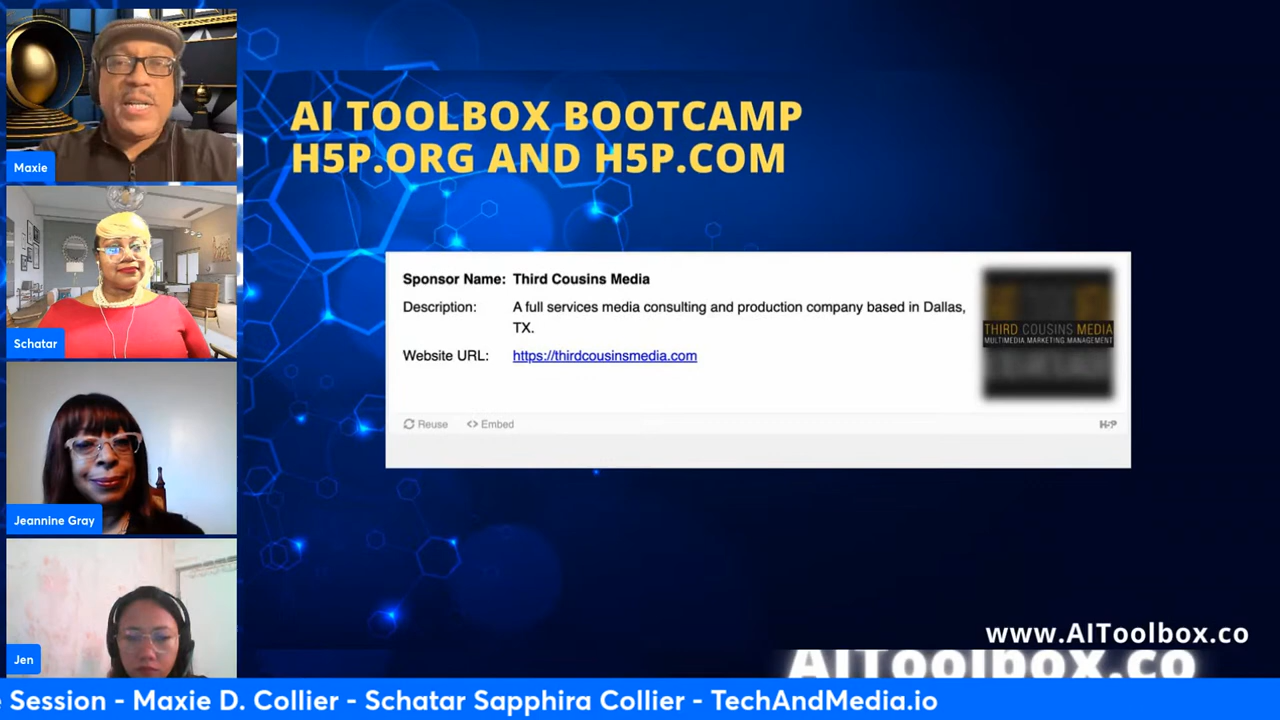 Maxie
Schatar
Jeannine Gray
Jen
AI TOOLBOX BOOTCAMP
H5P.ORG AND H5P.COM
Sponsor Name: Third Cousins Media
Description: A full services media consulting and production company based in Dallas,
TX.
Website URL: https://thirdcousinsmedia.com
THIRD COUSINS MEDIA
MULTIMEDIA.MARKETING.MANAGEMENT
Reuse
Embed
H5P
www.AIToolbox.co
AIToolbox.co
Session - Maxie D. Collier - Schatar Sapphira Collier - TechAndMedia.io